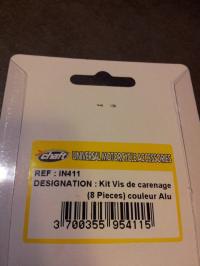 chaft UNIVERSAL MOTORCYCLE ACCESSORIES
REF : IN411
DESIGNATION : Kit Vis de carenage
(8 Pieces) couleur Alu
3 700355 954115